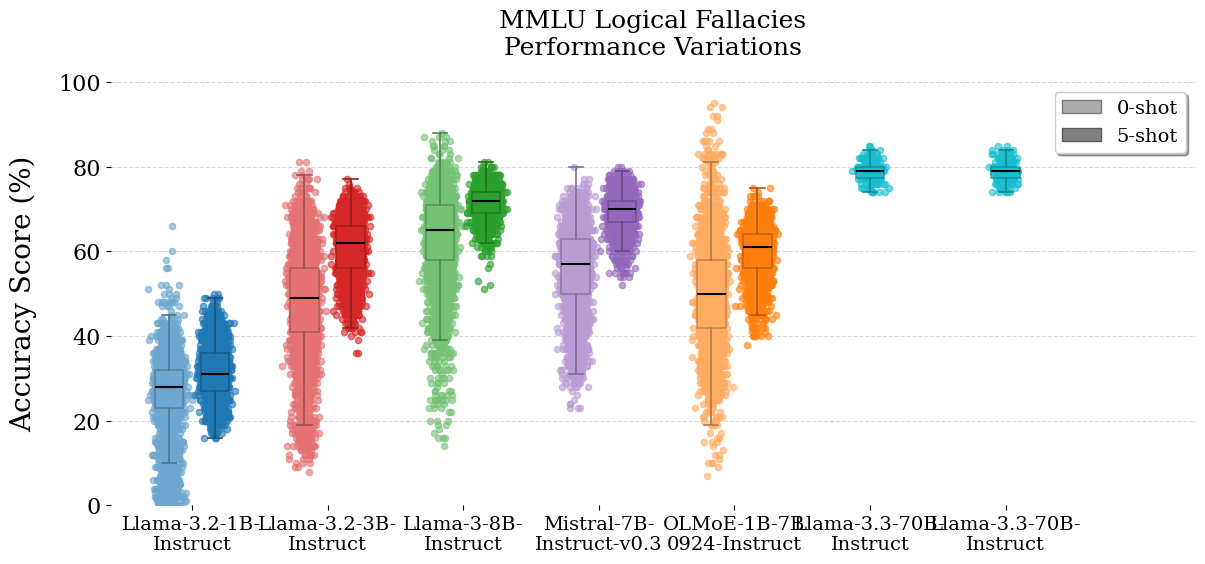 MMLU Logical Fallacies
Performance Variations
Accuracy Score (%)
100
80
60
40
20
0
0-shot
5-shot
Llama-3.2-1B-
Instruct
Llama-3.2-3B-
Instruct
Llama-3-8B-
Instruct
Mistral-7B-
Instruct-v0.3
OLMoE-1B-7B-
0924-Instruct
Llama-3.3-70B-
Instruct
Llama-3.3-70B-
Instruct